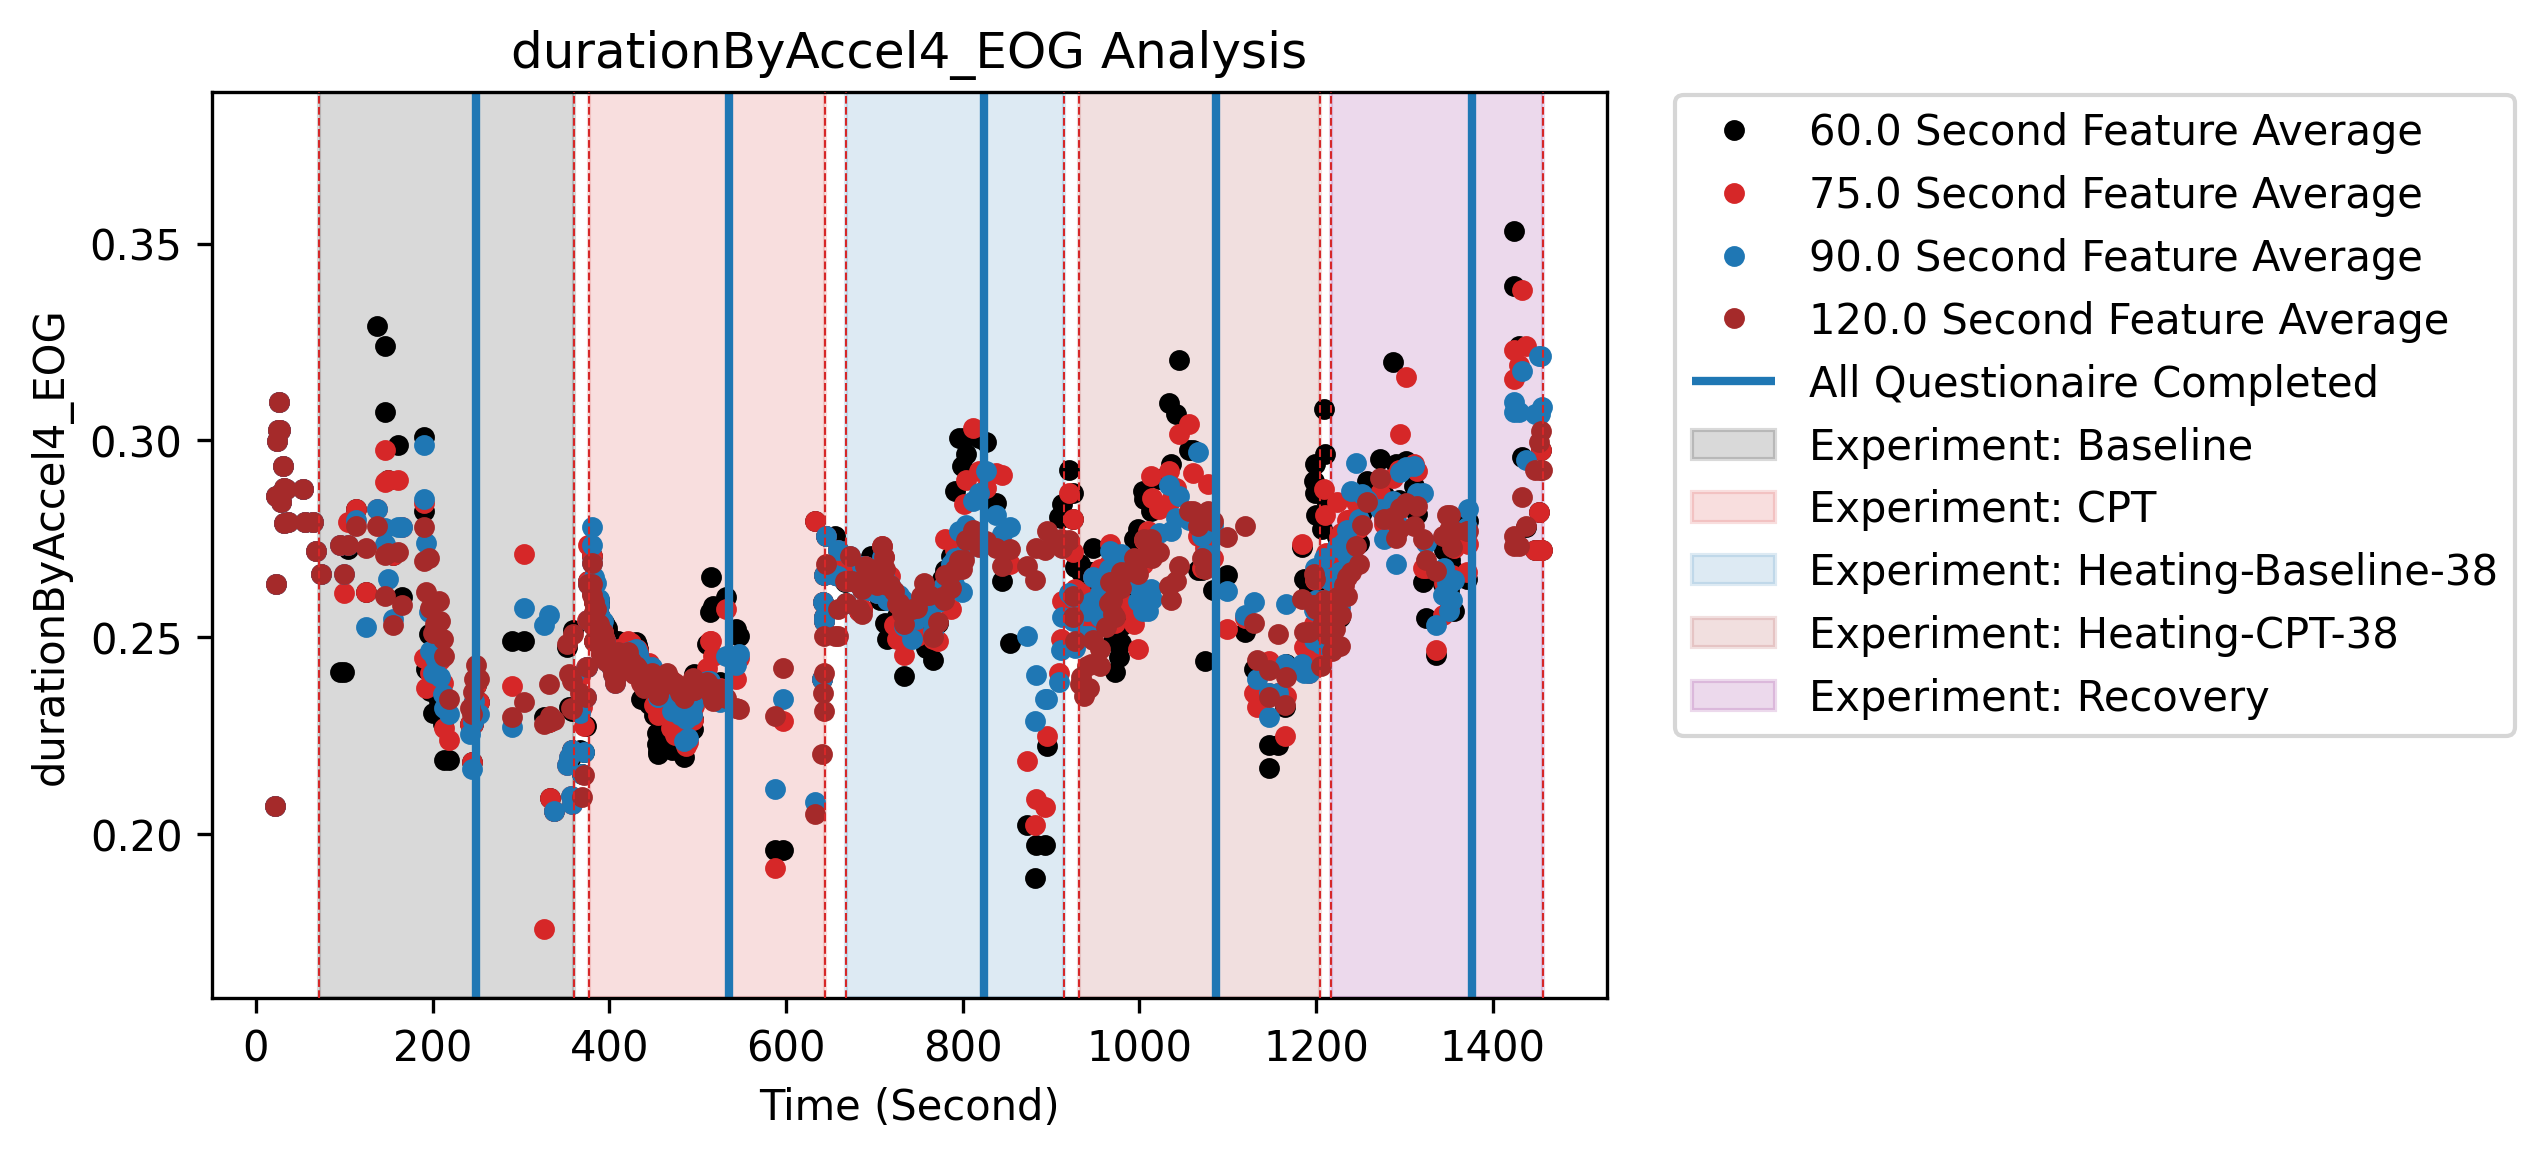 durationByAccel4_EOG Analysis
durationByAccel4_EOG
0.35
0.30
0.25
0.20
0 200 400 600 800 1000 1200 1400
Time (Second)
60.0 Second Feature Average
75.0 Second Feature Average
90.0 Second Feature Average
120.0 Second Feature Average
All Questionaire Completed
Experiment: Baseline
Experiment: CPT
Experiment: Heating-Baseline-38
Experiment: Heating-CPT-38
Experiment: Recovery